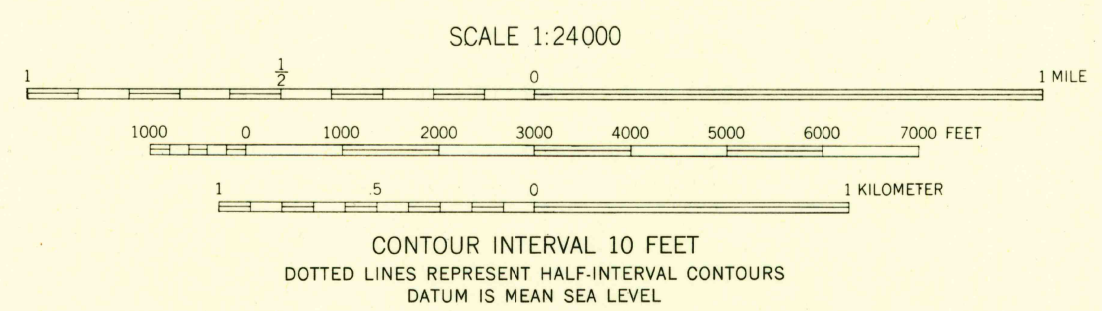 SCALE 1:24000
1 1/2 0 1 MILE
1000 0 1000 2000 3000 4000 5000 6000 7000 FEET
1 .5 0 1 KILOMETER
CONTOUR INTERVAL 10 FEET
DOTTED LINES REPRESENT HALF-INTERVAL CONTOURS
DATUM IS MEAN SEA LEVEL